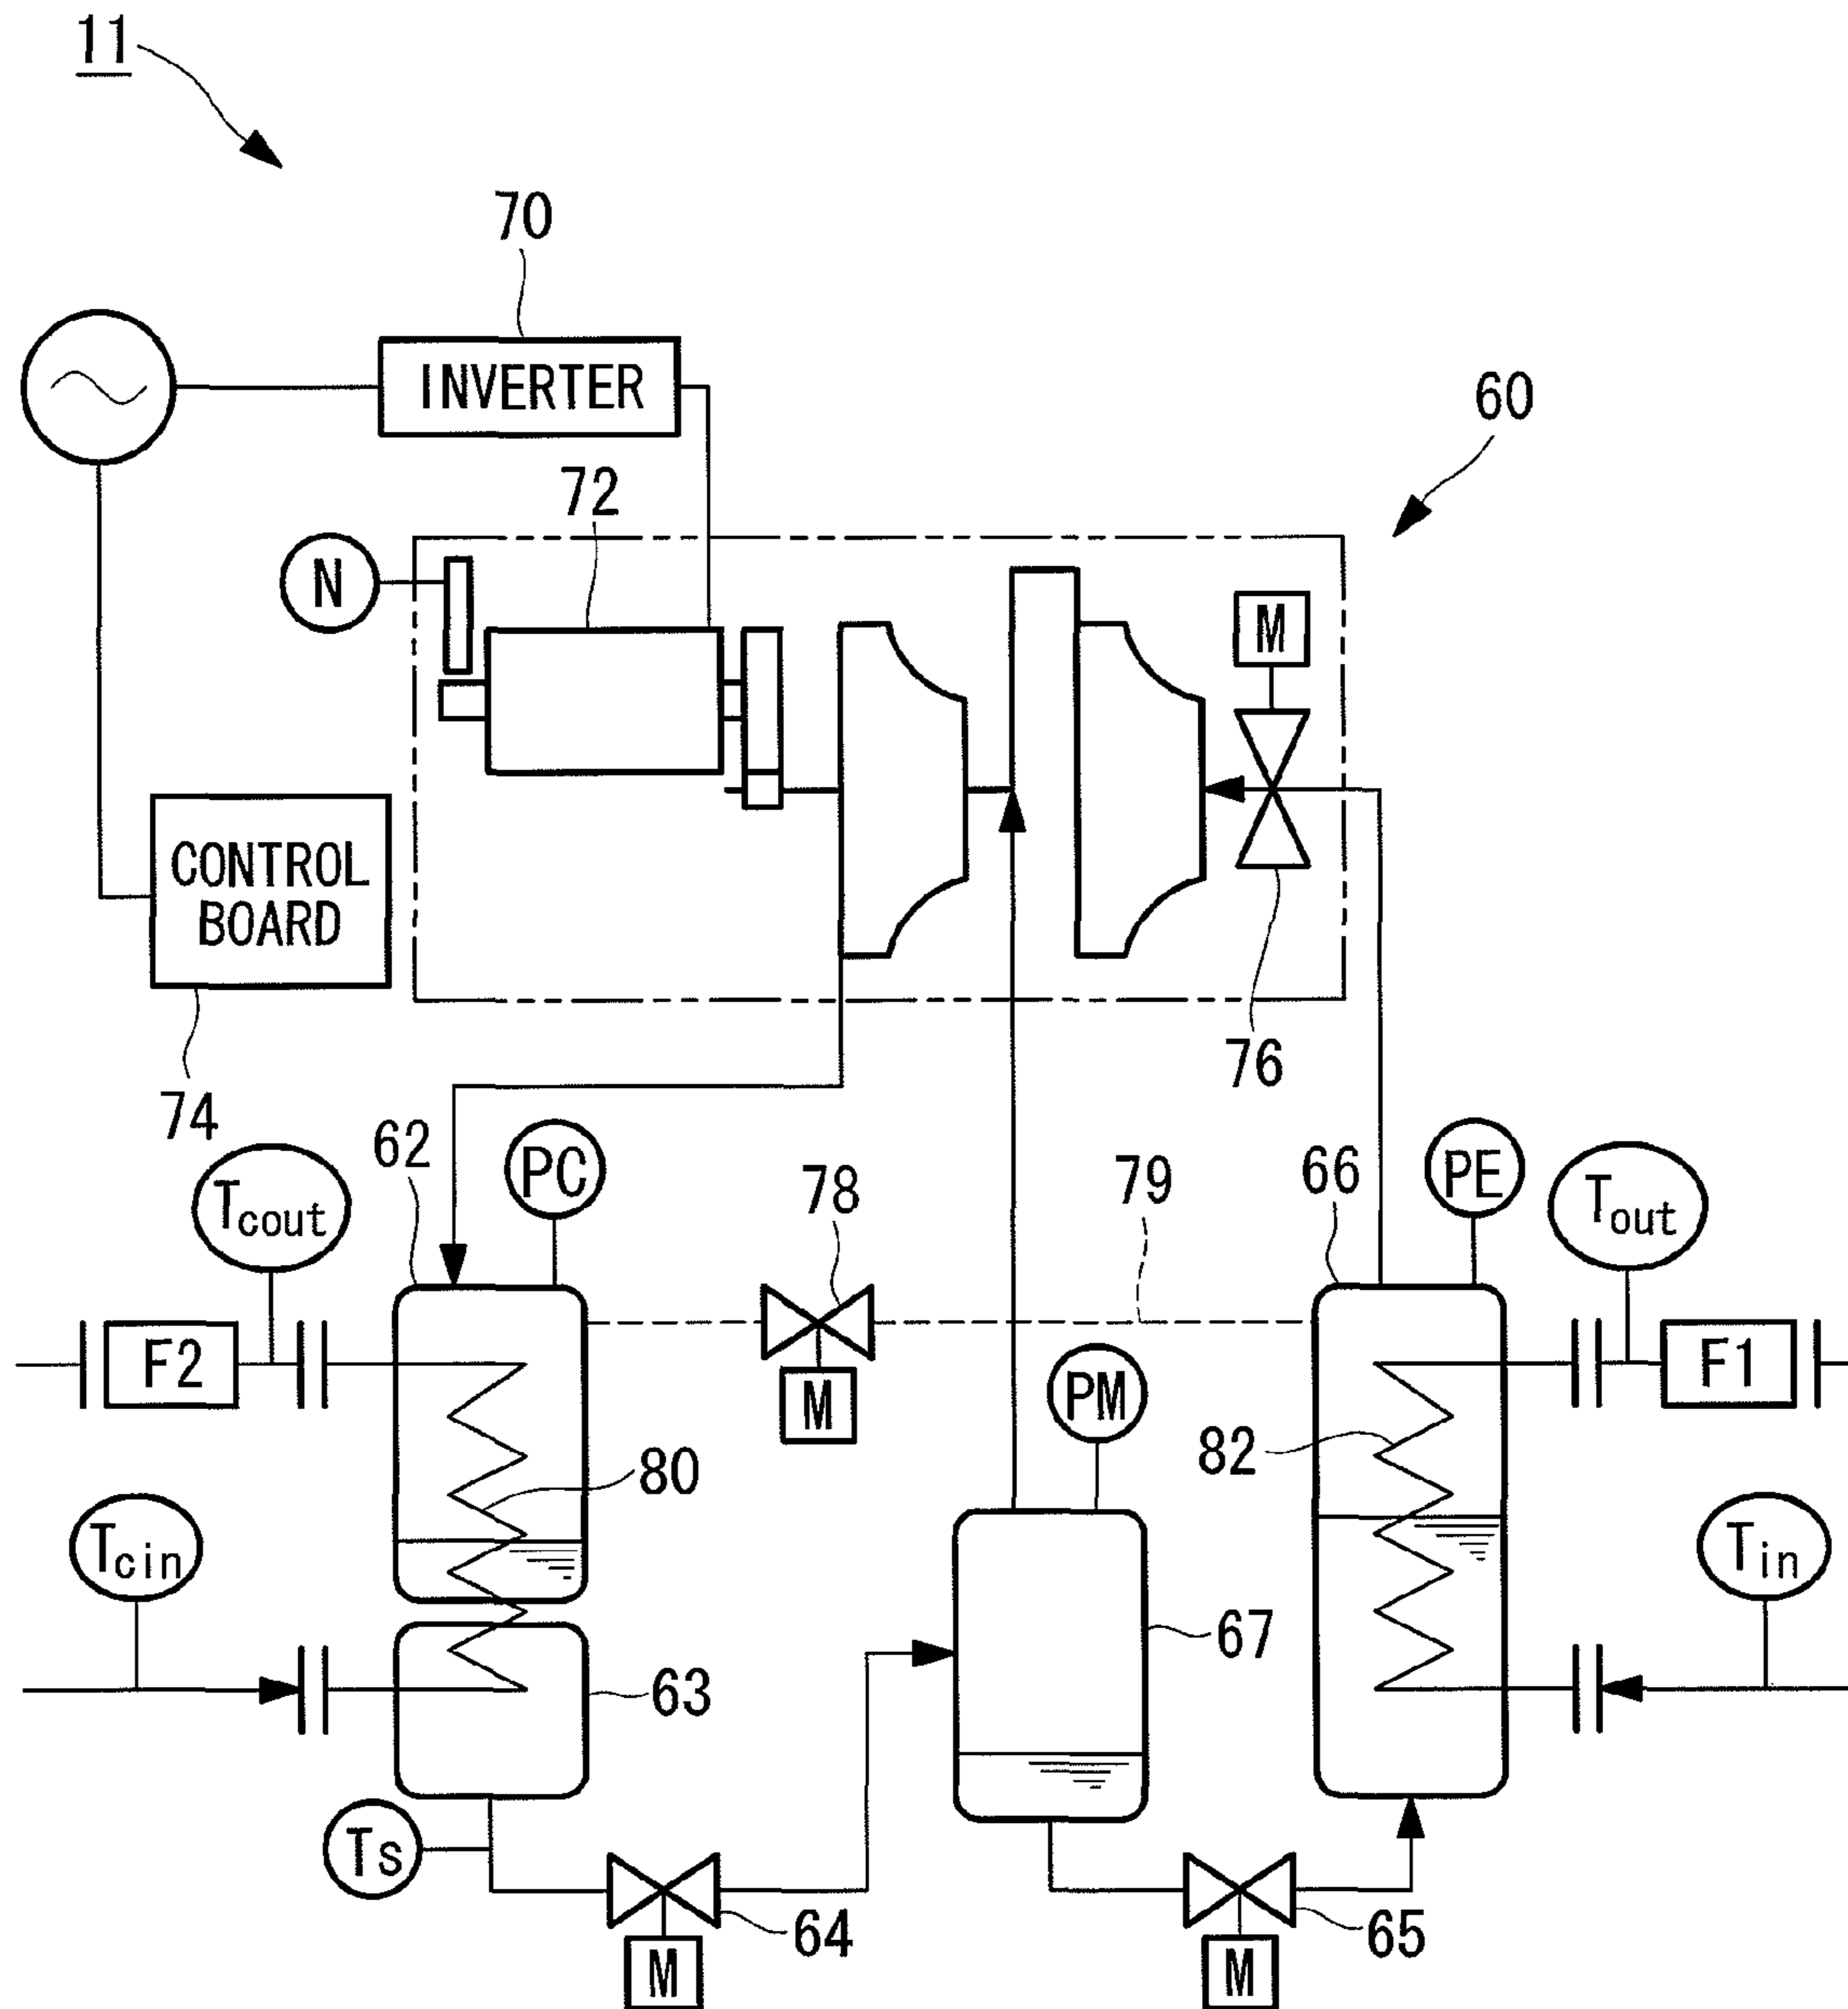 11
70
INVERTER
60
72
N
M
CONTROL
BOARD
76
74
62
PC
78
79
66
PE
Tcout
Tout
F2
F1
M
PM
80
82
Tcin
Tin
67
63
Ts
64
65
M
M